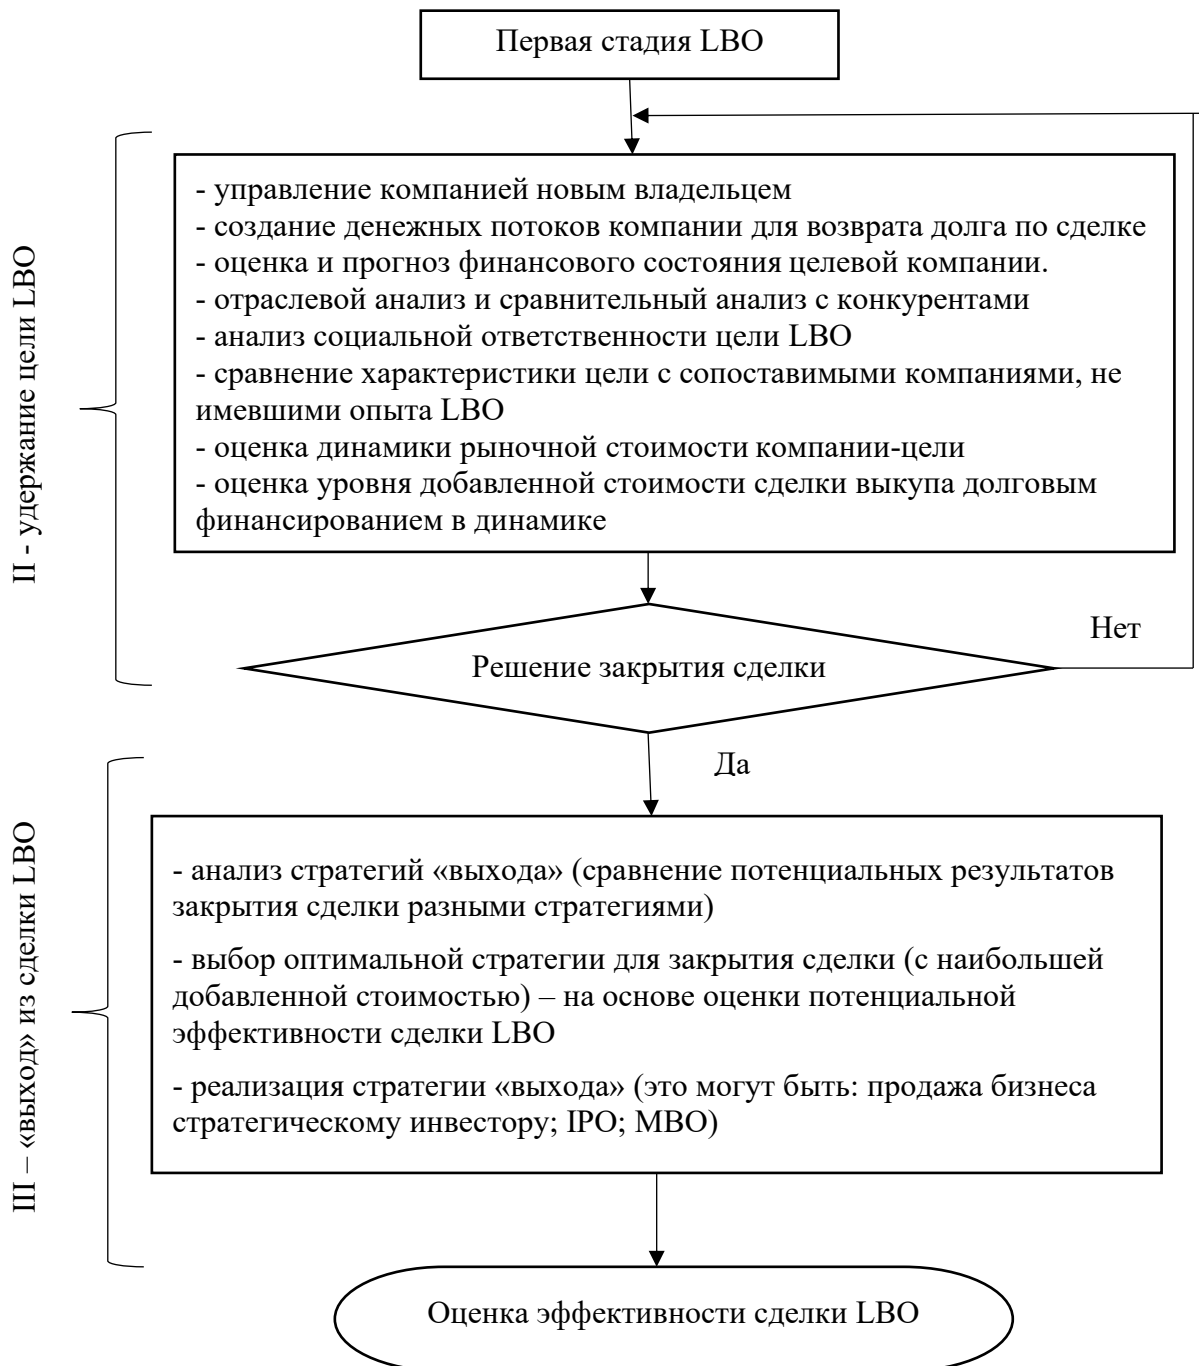 Первая стадия LBO
II - удержание цели LBO
- управление компанией новым владельцем
- создание денежных потоков компании для возврата долга по сделке
- оценка и прогноз финансового состояния целевой компании.
- отраслевой анализ и сравнительный анализ с конкурентами
- анализ социальной ответственности цели LBO
- сравнение характеристики цели с сопоставимыми компаниями, не
имевшими опыта LBO
- оценка динамики рыночной стоимости компании-цели
- оценка уровня добавленной стоимости сделки выкупа долговым
финансированием в динамике
Нет
Решение закрытия сделки
Да
III – «выход» из сделки LBO
- анализ стратегий «выхода» (сравнение потенциальных результатов
закрытия сделки разными стратегиями)
- выбор оптимальной стратегии для закрытия сделки (с наибольшей
добавленной стоимостью) – на основе оценки потенциальной
эффективности сделки LBO
- реализация стратегии «выхода» (это могут быть: продажа бизнеса
стратегическому инвестору; IPO; MBO)
Оценка эффективности сделки LBO